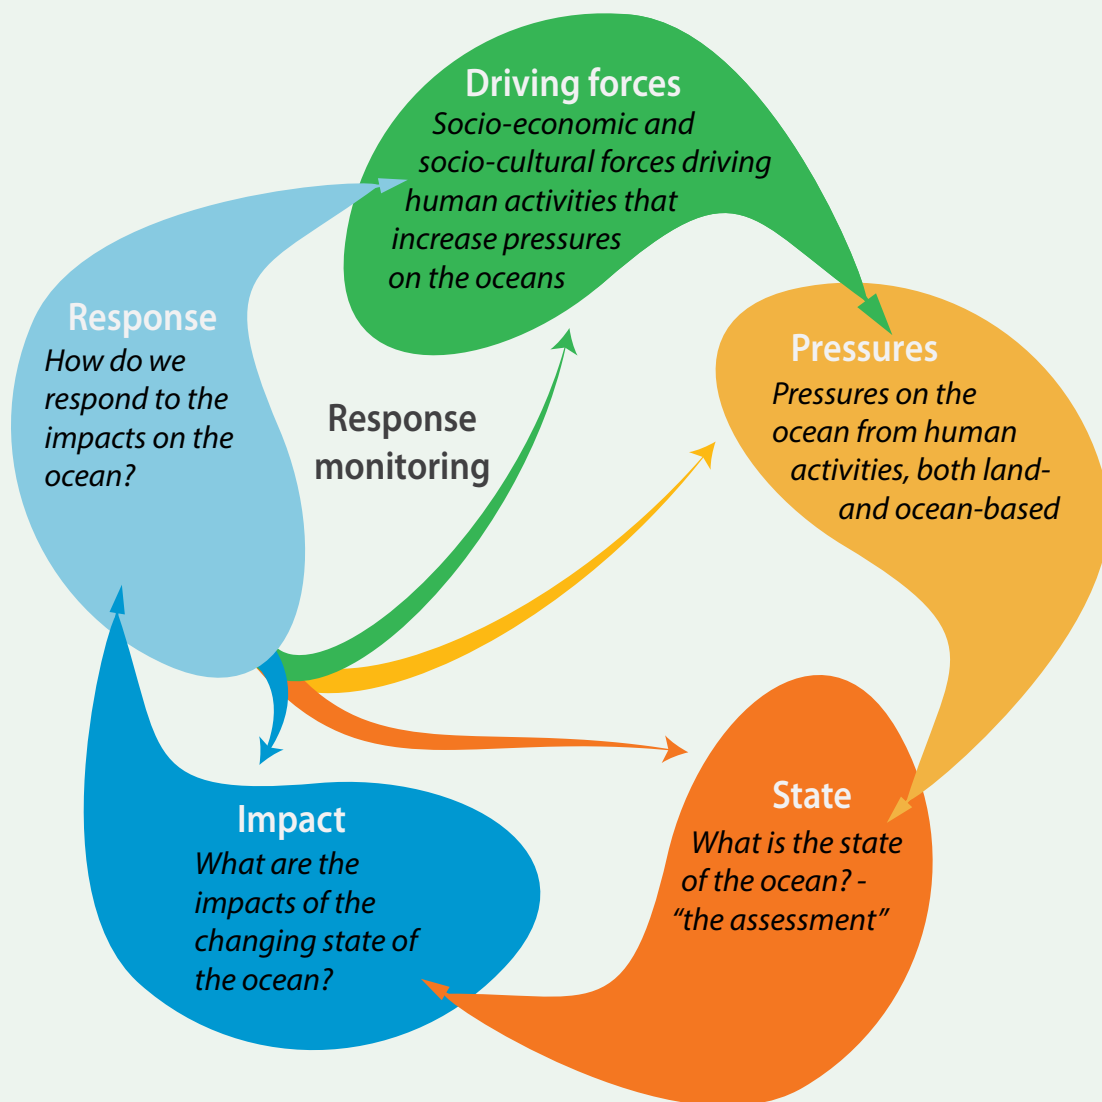 Driving forces
Socio-economic and
socio-cultural forces driving
human activities that
increase pressures
on the oceans
Pressures
Pressures on the
ocean from human
activities, both land-
and ocean-based
State
What is the state
of the ocean? -
“the assessment”
Impact
What are the
impacts of the
changing state of
the ocean?
Response
How do we
respond to the
impacts on the
ocean?
Response
monitoring